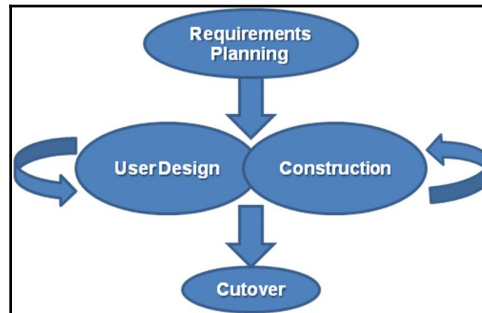 Requirements
Planning
User Design
Construction
Cutover